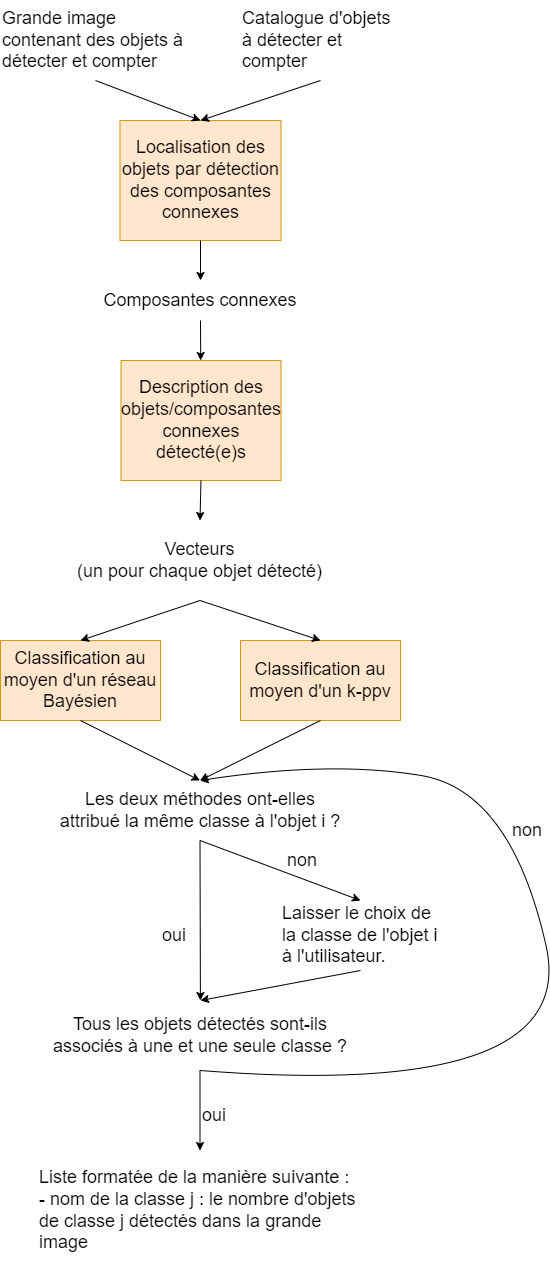 Grande image
contenant des objets à
détecter et compter
Catalogue d'objets
à détecter et
compter
Localisation des
objets par détection
des composantes
connexes
Composantes connexes
Description des
objets/composantes
connexes
détecté(e)s
Vecteurs
(un pour chaque objet détecté)
Classification au
moyen d'un réseau
Bayésien
Classification au
moyen d'un k-ppv
Les deux méthodes ont-elles
attribué la même classe à l'objet i ?
non
non
Laisser le choix de
la classe de l'objet i
à l'utilisateur.
oui
Tous les objets détectés sont-ils
associés à une et une seule classe ?
oui
Liste formatée de la manière suivante :
- nom de la classe j : le nombre d'objets
de classe j détectés dans la grande
image